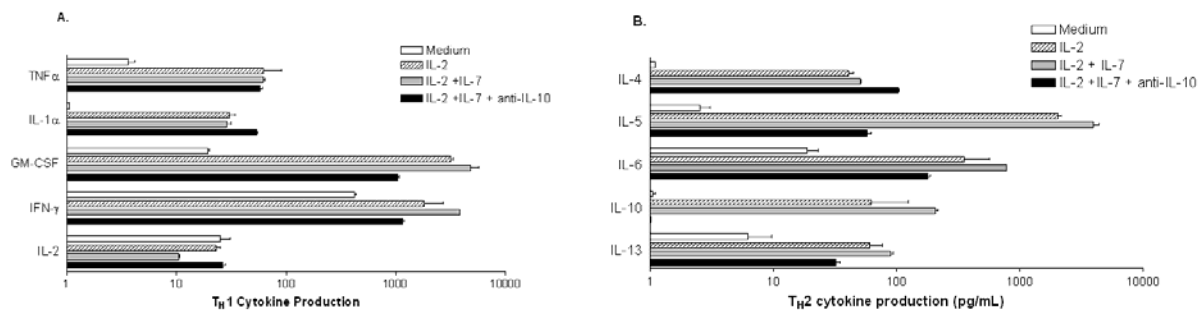 A.
Medium
IL-2
IL-2 +IL-7
IL-2 +IL-7 + anti-IL-10
TNFα
IL-1α
GM-CSF
IFN-γ
IL-2
1 10 100 1000 10000
TH1 Cytokine Production
B.
Medium
IL-2
IL-2 + IL-7
IL-2 +IL-7 + anti-IL-10
IL-4
IL-5
IL-6
IL-10
IL-13
1 10 100 1000 10000
TH2 cytokine production (pg/mL)